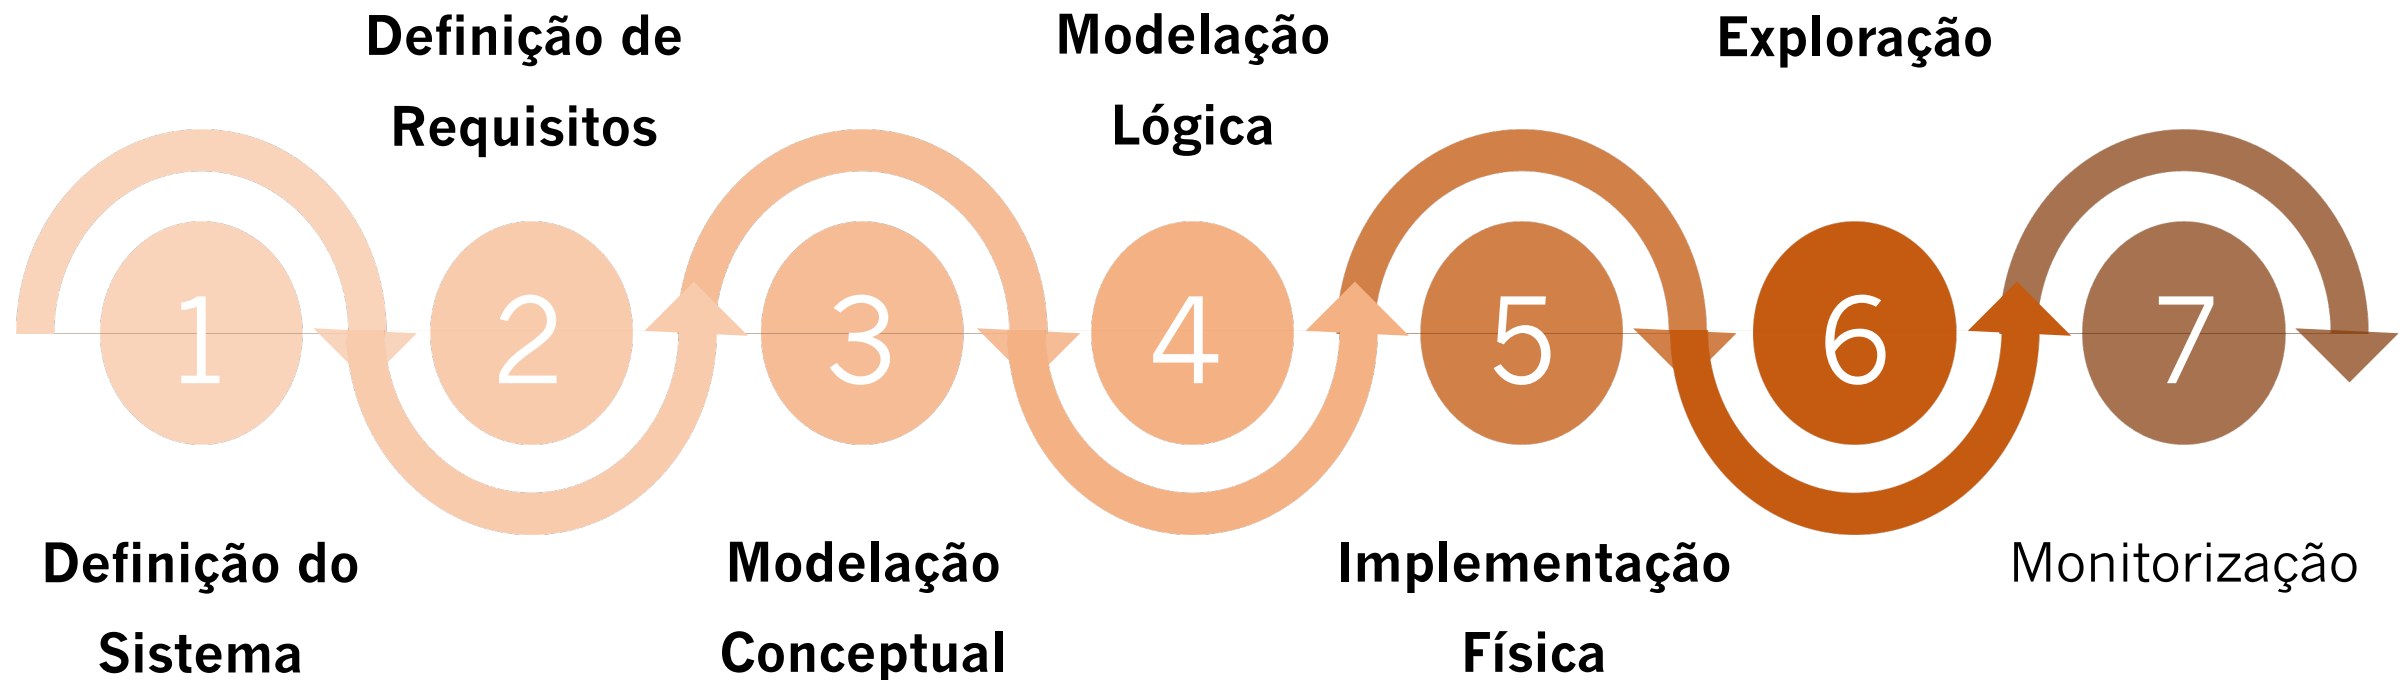 Definição de
Requisitos
Modelação
Lógica
Exploração
1
2
3
4
5
6
7
Definição do
Sistema
Modelação
Conceptual
Implementação
Física
Monitorização